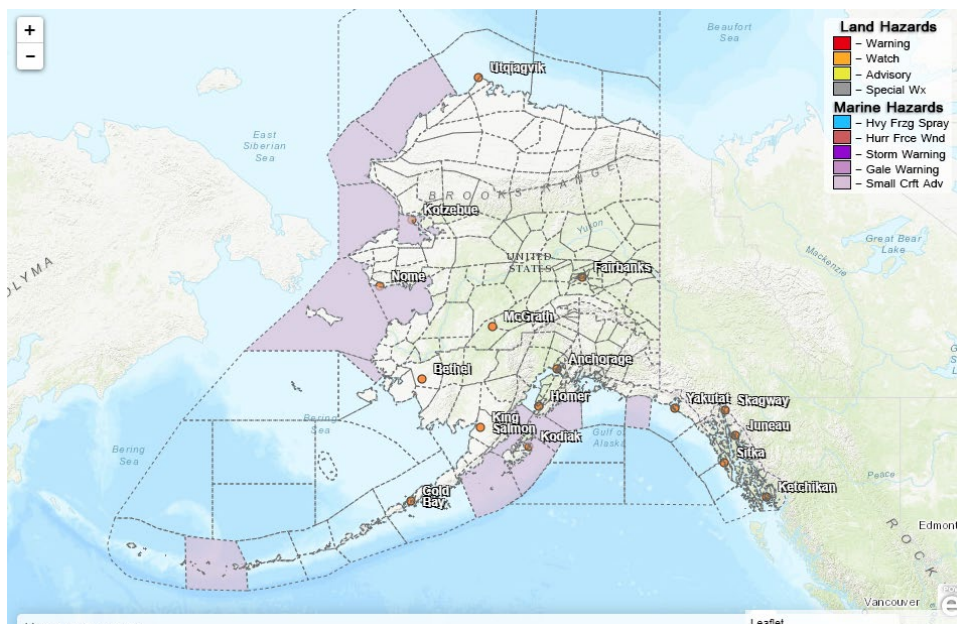 +
−
Land Hazards
– Warning
– Watch
– Advisory
– Special Wx
Marine Hazards
– Hvy Frzg Spray
– Hurr Frce Wnd
– Storm Warning
– Gale Warning
– Small Crft Adv
Beaufort
Sea
Utqiagvik
East
Siberian
Sea
BROOKS RANGE
Kotzebue
Yukon
Great Bear
Lake
Mackenzie
OLYMA
UNITED
STATES
Fairbanks
Nome
McGrath
Anchorage
Bethel
Homer
Yakutat
Skagway
King
Salmon
Bering
Sea
Kodiak
Gulf of
Alaska
Juneau
Bering
Sea
Sitka
Peace
Cold
Bay
Ketchikan
ROCK
Edmont
Vancouver
Leaflet